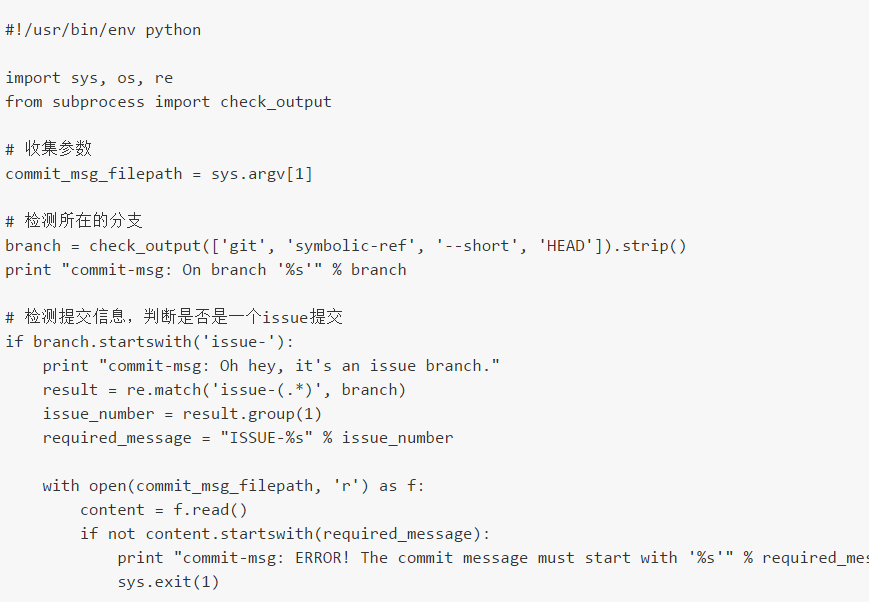 #!/usr/bin/env python
import sys, os, re
from subprocess import check_output
# 收集参数
commit_msg_filepath = sys.argv[1]
# 检测所在的分支
branch = check_output(['git', 'symbolic-ref', '--short', 'HEAD']).strip()
print "commit-msg: On branch '%s'" % branch
# 检测提交信息，判断是否是一个issue提交
if branch.startswith('issue-'):
    print "commit-msg: Oh hey, it's an issue branch."
    result = re.match('issue-(.*)', branch)
    issue_number = result.group(1)
    required_message = "ISSUE-%s" % issue_number
    with open(commit_msg_filepath, 'r') as f:
        content = f.read()
        if not content.startswith(required_message):
            print "commit-msg: ERROR! The commit message must start with '%s'" %
            sys.exit(1)